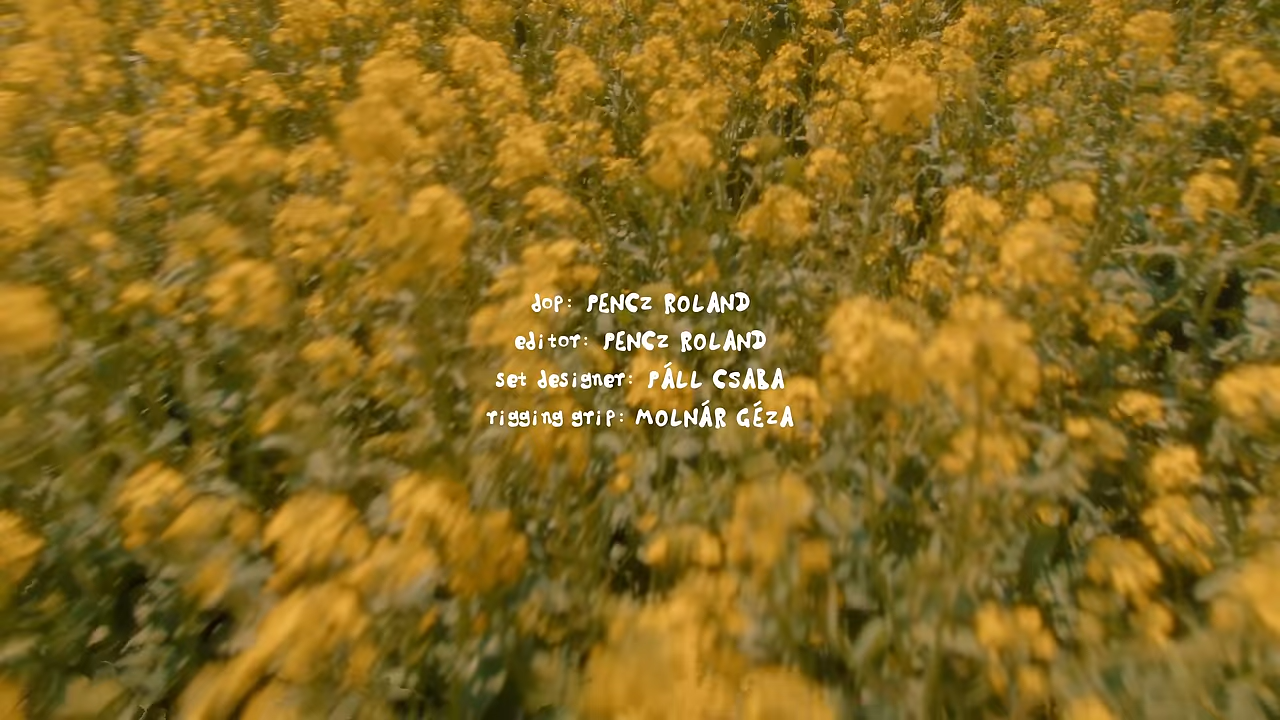 dop: PENCZ ROLAND
editor: PENCZ ROLAND
set designer: PÁLL CSABA
rigging grip: MOLNÁR GÉZA